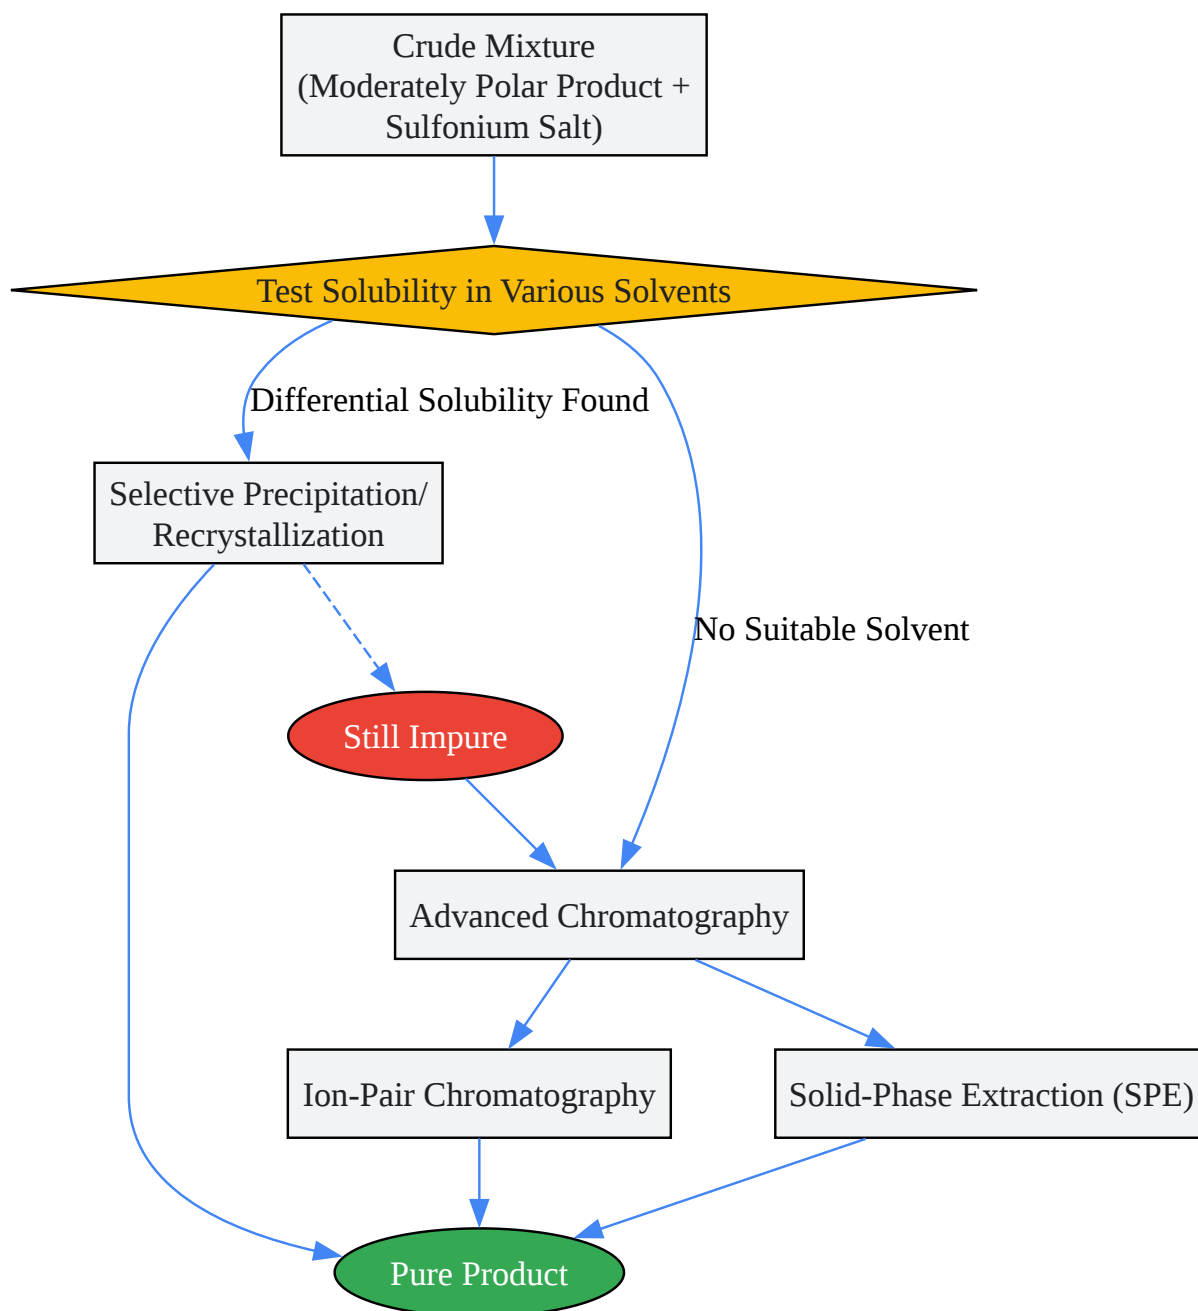 Crude Mixture
(Moderately Polar Product +
Sulfonium Salt)
Test Solubility in Various Solvents
Differential Solubility Found
Selective Precipitation/
Recrystallization
No Suitable Solvent
Still Impure
Advanced Chromatography
Ion-Pair Chromatography
Solid-Phase Extraction (SPE)
Pure Product